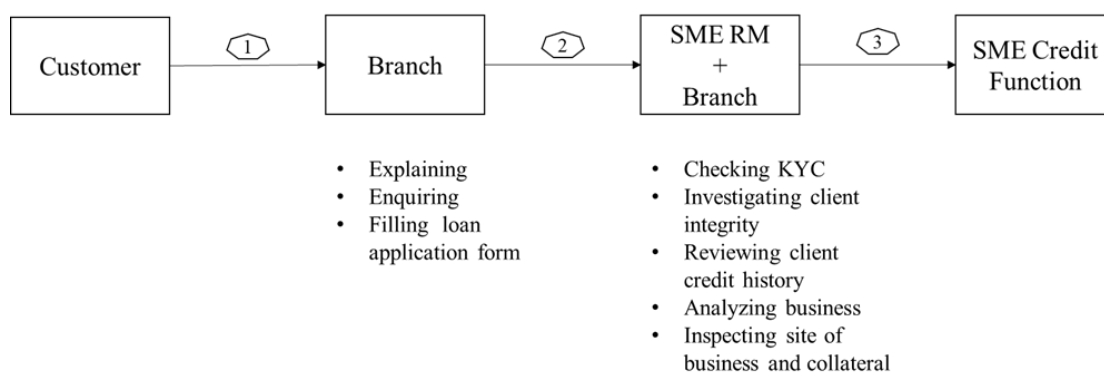 Customer
1
Branch
2
SME RM
+
Branch
3
SME Credit
Function
• Explaining
• Enquiring
• Filling loan
application form
• Checking KYC
• Investigating client
integrity
• Reviewing client
credit history
• Analyzing business
• Inspecting site of
business and collateral